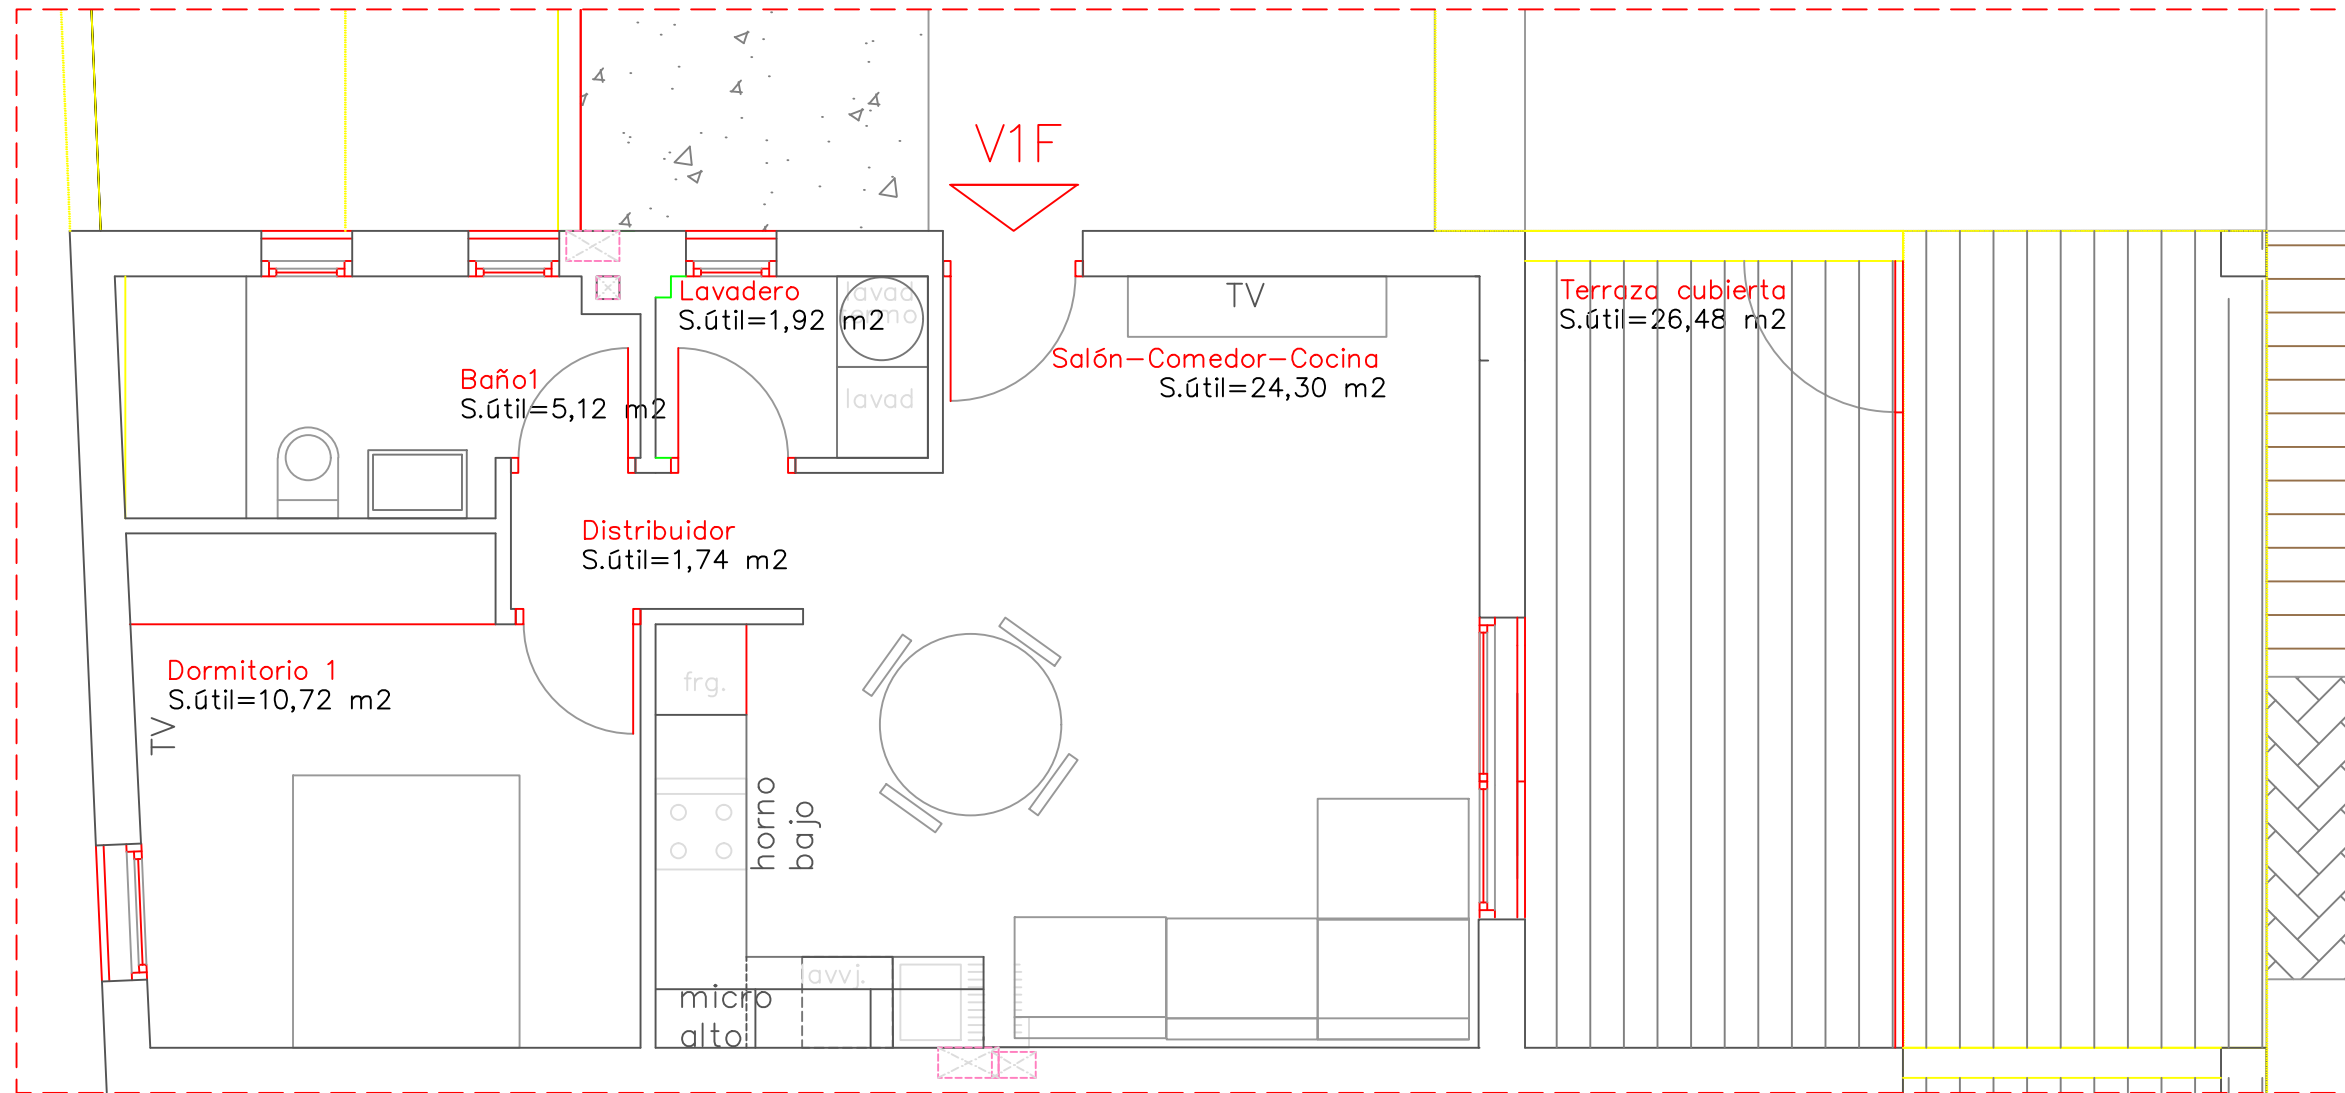 V1F
Lavadero
S.útil=1,92 m2
lavad
termo
lavad
TV
Terraza cubierta
S.útil=26,48 m2
Salón-Comedor-Cocina
S.útil=24,30 m2
Baño1
S.útil=5,12 m2
Distribuidor
S.útil=1,74 m2
Dormitorio 1
S.útil=10,72 m2
TV
frg.
horno
bajo
lavvj.
micro
alto